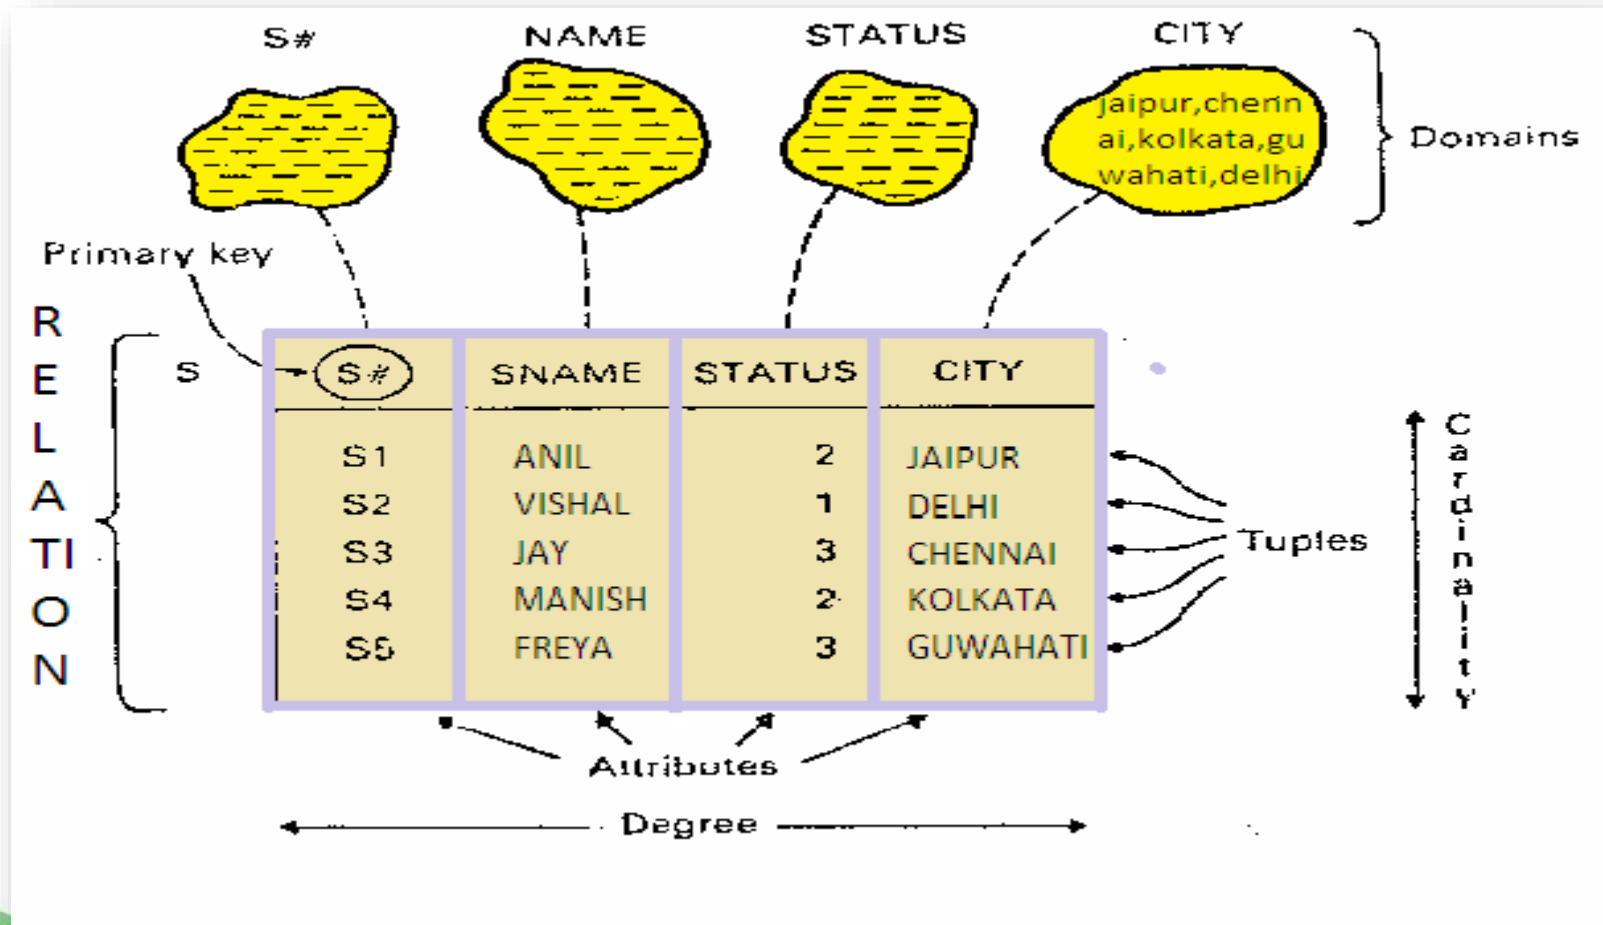 S# NAME STATUS CITY
jaipur,chenn
ai,kolkata,gu
wahati,delhi
Domains
Primary key
RELATION
S S# SNAME STATUS CITY
S1 ANIL 2 JAIPUR
S2 VISHAL 1 DELHI
S3 JAY 3 CHENNAI
S4 MANISH 2 KOLKATA
S5 FREYA 3 GUWAHATI
Tuples
Cardinality
Attributes
Degree